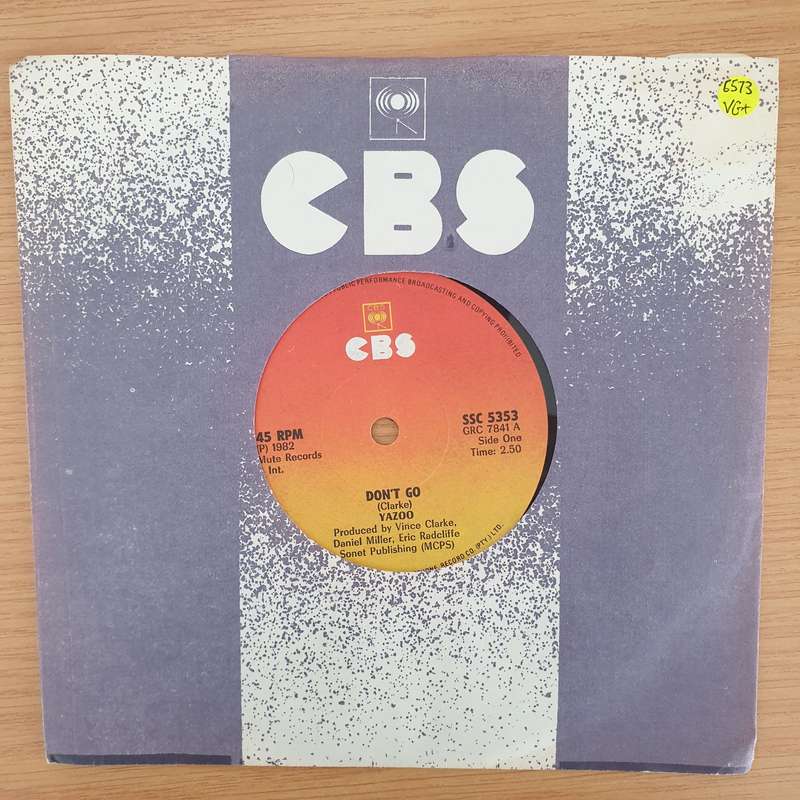 6573
VG+
CBS
PUBLIC PERFORMANCE BROADCASTING AND COPYING PROHIBITED
CBS
CBS
45 RPM
(P) 1982
Mute Records
Int.
SSC 5353
GRC 7841 A
Side One
Time: 2.50
DON'T GO
(Clarke)
YAZOO
Produced by Vince Clarke,
Daniel Miller, Eric Radcliffe
Sonet Publishing (MCPS)
RECORD CO. (PTY.) LTD.